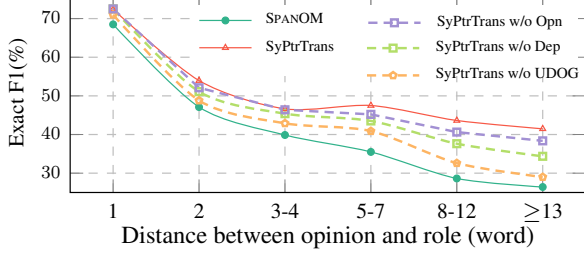 70
60
50
40
30
Exact F1(%)
SPANOM
SyPtrTrans
SyPtrTrans w/o Opn
SyPtrTrans w/o Dep
SyPtrTrans w/o UDOG
1 2 3-4 5-7 8-12 ≥13
Distance between opinion and role (word)